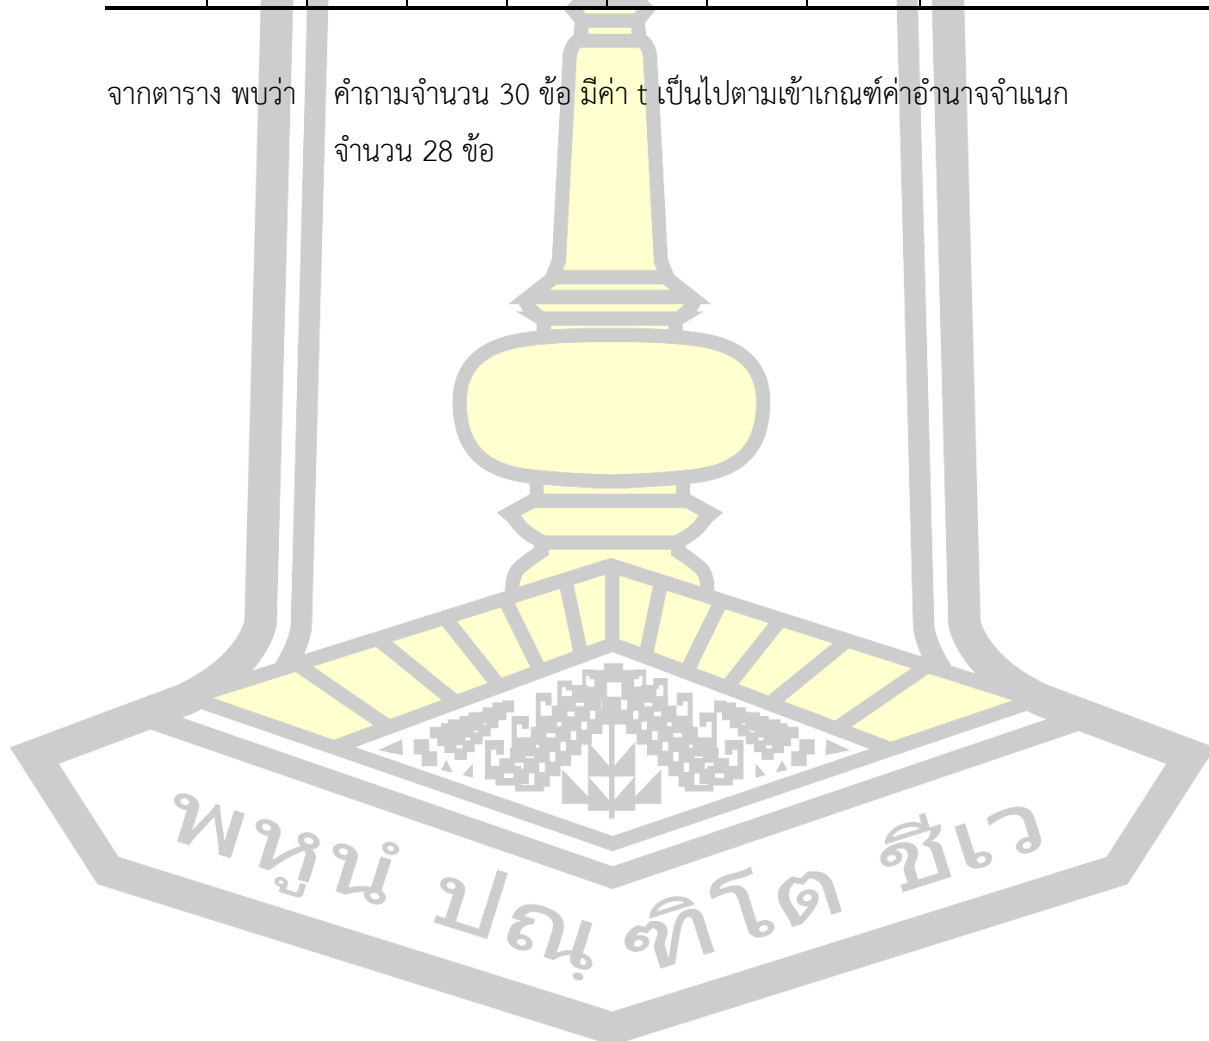 จากตาราง พบว่า คำถามจำนวน 30 ข้อ มีค่า t เป็นไปตามเข้าเกณฑ์ค่าอำนาจจำแนก
จำนวน 28 ข้อ
พหูนํ ปณฺ ฑิโต ชีเว